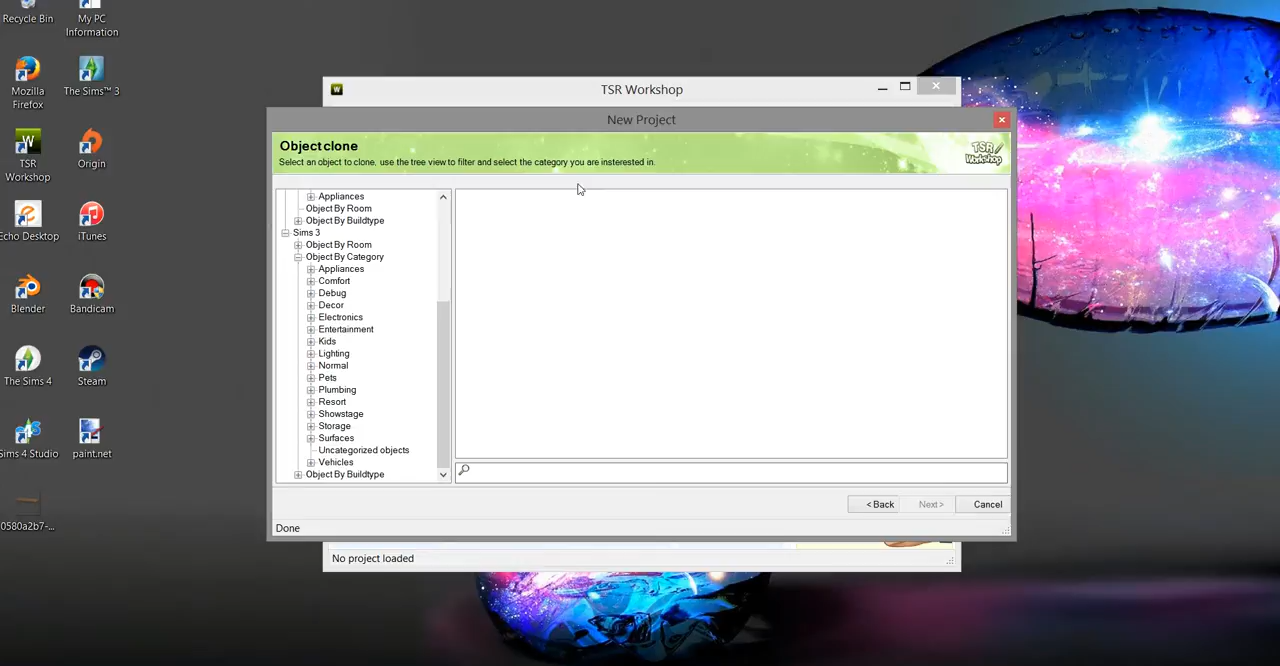 Recycle Bin
My PC
Information
Mozilla
Firefox
The Sims™ 3
W
TSR
Workshop
Origin
Echo Desktop
iTunes
Blender
Bandicam
The Sims 4
Steam
Sims 4 Studio
paint.net
0580a2b7-...
W
TSR Workshop
New Project
Object clone
Select an object to clone, use the tree view to filter and select the category you are insterested in.
TSR
Workshop
Appliances
Object By Room
Object By Buildtype
Sims 3
Object By Room
Object By Category
Appliances
Comfort
Debug
Decor
Electronics
Entertainment
Kids
Lighting
Normal
Pets
Plumbing
Resort
Showstage
Storage
Surfaces
Uncategorized objects
Vehicles
Object By Buildtype
< Back
Next >
Cancel
Done
No project loaded